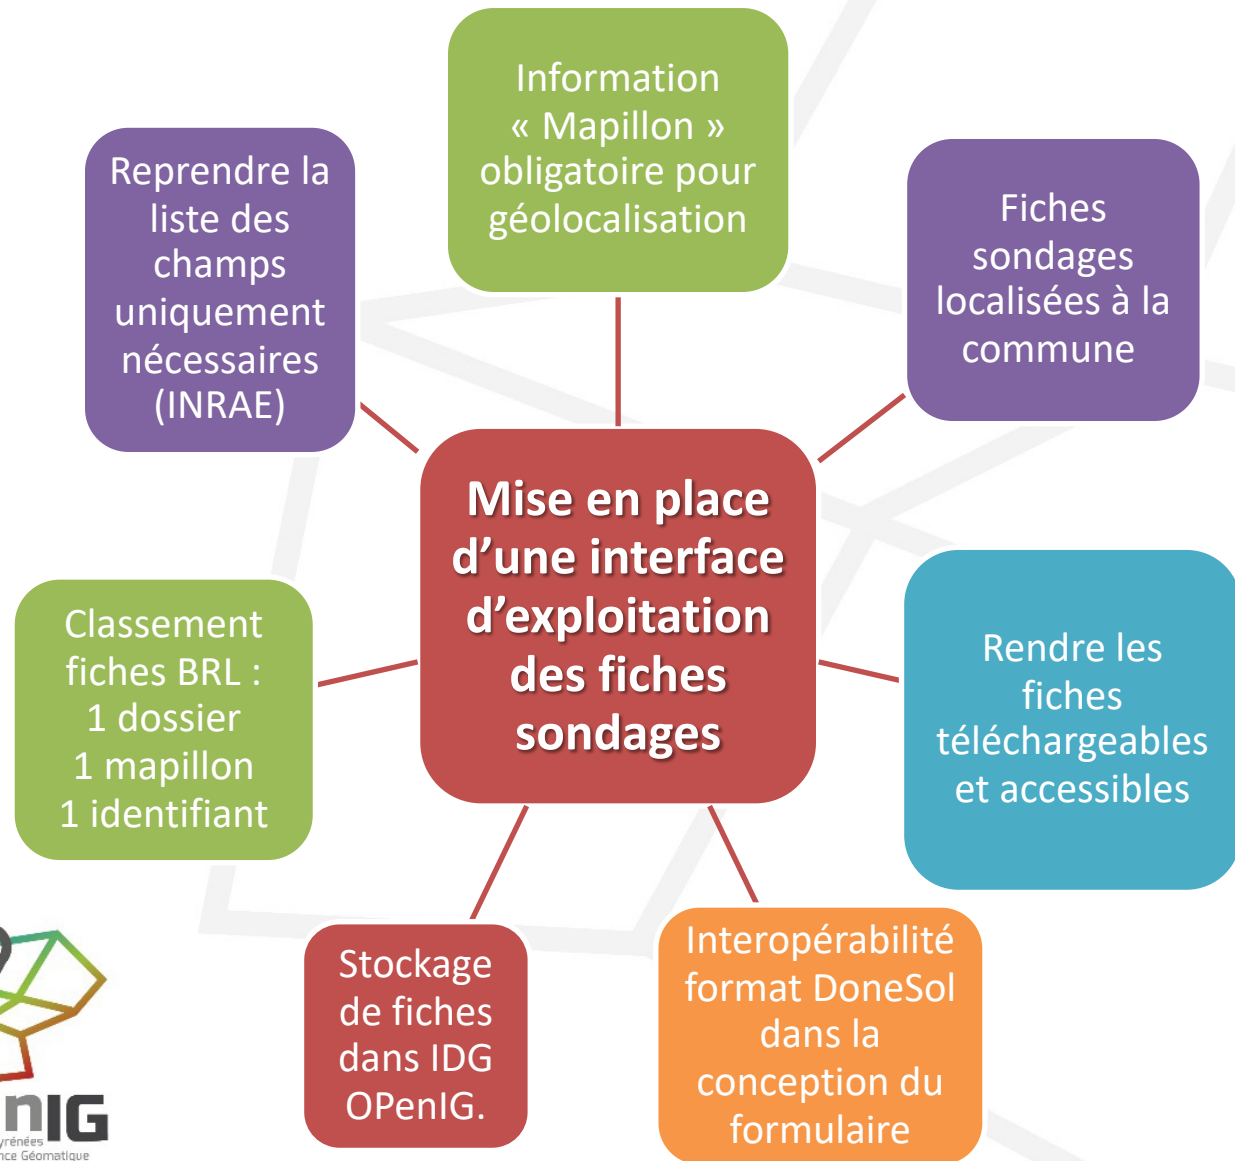 Information
« Mapillon »
obligatoire pour
géolocalisation
Reprendre la
liste des
champs
uniquement
nécessaires
(INRAE)
Fiches
sondages
localisées à la
commune
Mise en place
d’une interface
d’exploitation
des fiches
sondages
Classement
fiches BRL :
1 dossier
1 mapillon
1 identifiant
Rendre les
fiches
téléchargeables
et accessibles
Stockage
de fiches
dans IDG
OPenIG.
Interopérabilité
format DoneSol
dans la
conception du
formulaire
nIG
yrénées
nce Géomatique